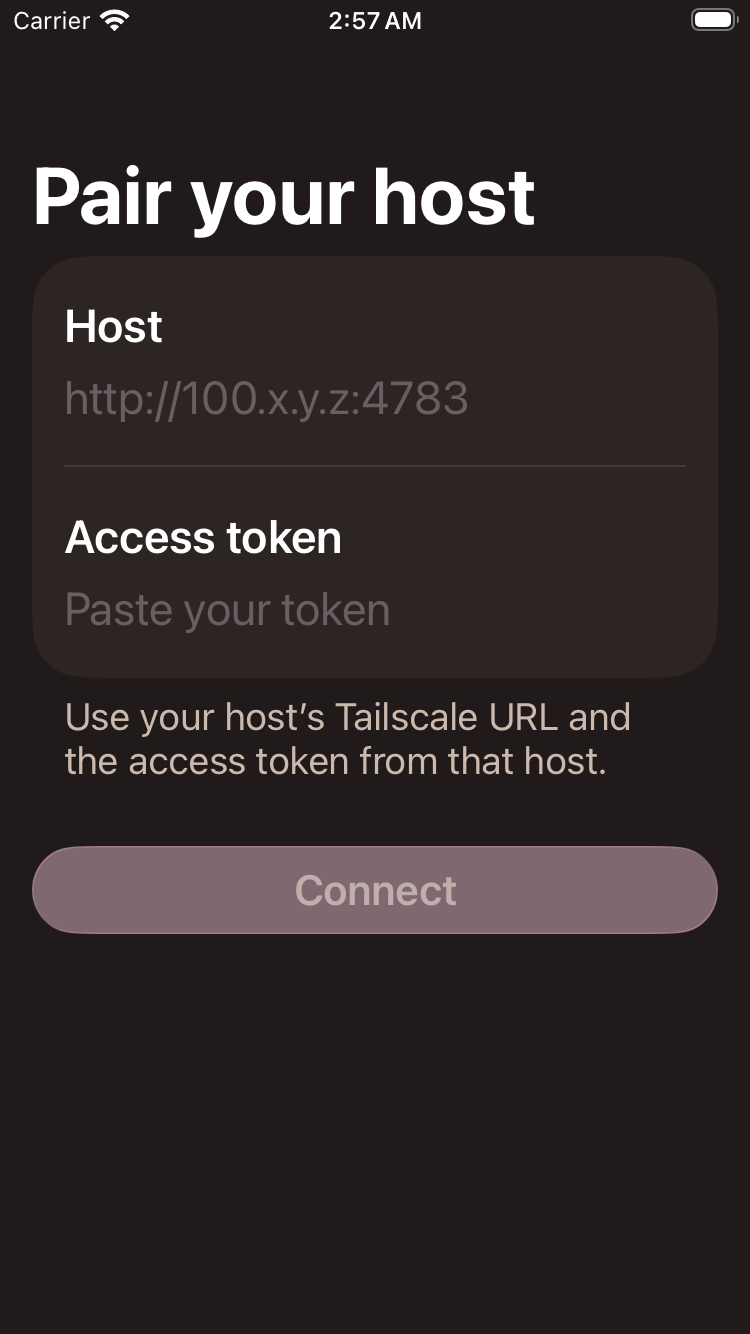 Carrier 2:57 AM
Pair your host
Host
http://100.x.y.z:4783
Access token
Paste your token
Use your host’s Tailscale URL and
the access token from that host.
Connect